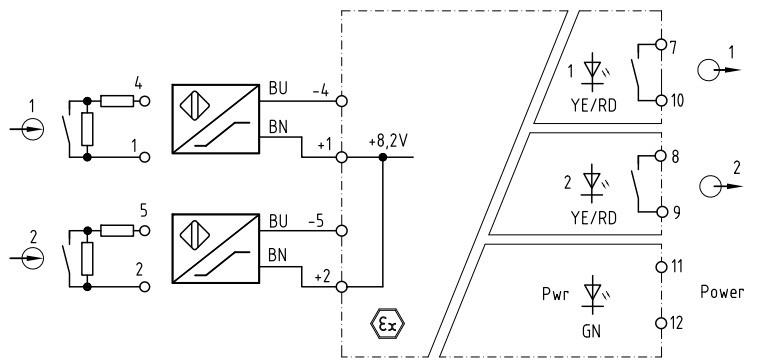 7
1
1
4
BU
-4
10
YE/RD
1
1
BN
+1
+8,2V
8
2
2
9
YE/RD
5
BU
-5
2
BN
2
+2
11
Pwr
Power
Ex
GN
12